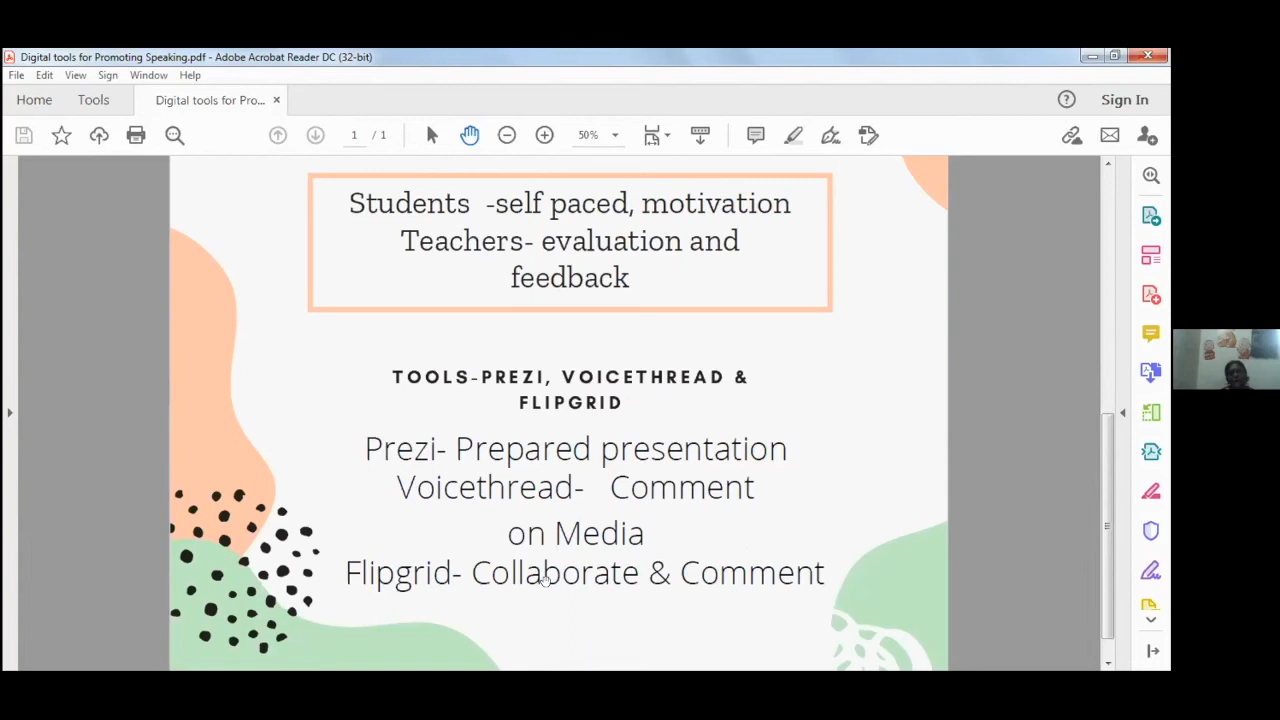 Digital tools for Promoting Speaking.pdf - Adobe Acrobat Reader DC (32-bit)
File Edit View Sign Window Help
Home Tools Digital tools for Pro... × Sign In
1 / 1 50%
Students -self paced, motivation
Teachers- evaluation and
feedback
TOOLS-PREZI, VOICETHREAD &
FLIPGRID
Prezi- Prepared presentation
Voicethread- Comment
on Media
Flipgrid- Collaborate & Comment